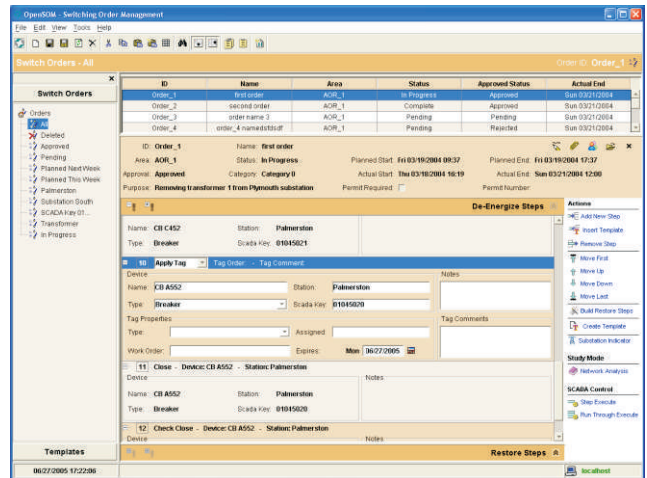 OpenSOM - Switching Order Management
File Edit View Tools Help
Switch Orders - All
Order ID Order_1
Switch Orders
Orders
All
Deleted
Approved
Pending
Planned Next Week
Planned This Week
Palmerston
Substation South
SCADA Key 01...
Transformer
In Progress
Templates
ID Name Area Status Approved Status Actual End
Order_1 first order AOR_1 In Progress Approved Sun 03/21/2004
Order_2 second order AOR_1 Complete Approved Sun 03/21/2004
Order_3 order name 3 AOR_1 Pending Pending Sun 03/21/2004
Order_4 order_4 AOR_1 Pending Rejected Sun 03/21/2004
ID: Order_1 Name: first order
Area: AOR_1 Status: In Progress Planned Start: Fri 03/19/2004 09:37 Planned End: Fri 03/19/2004 17:37
Approval: Approved Category: Category 0 Actual Start: Thu 03/18/2004 16:19 Actual End: Sun 03/21/2004 12:00
Purpose: Removing transformer 1 from Plymouth substation Permit Required: Permit Number:
De-Energize Steps
Name: CB C452 Station: Palmerston
Type: Breaker Scada Key: 01045021
10 Apply Tag Tag Order: - Tag Comment:
Device Notes
Name: CB A552 Station: Palmerston
Type: Breaker Scada Key: 01045020
Tag Properties Tag Comments
Type: Assigned
Work Order: Expires: Mon 06/27/2005
11 Close - Device: CB A552 - Station: Palmerston
Device Notes
Name: CB A552 Station: Palmerston
Type: Breaker Scada Key: 01045020
12 Check Close - Device: CB A552 - Station: Palmerston
Device Notes
Restore Steps
Actions
Add New Step
Insert Template
Remove Step
Move First
Move Up
Move Down
Move Last
Build Restore Steps
Create Template
Substation Indicator
Study Mode
Network Analysis
SCADA Control
Step Execute
Run Through Execute
06/27/2005 17:22:06
localhost